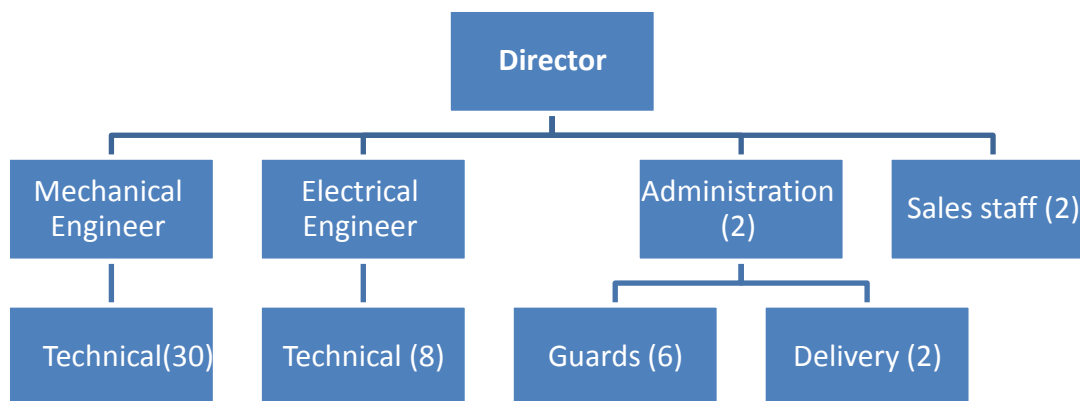 Director
Mechanical
Engineer
Electrical
Engineer
Administration
(2)
Sales staff (2)
Technical(30)
Technical (8)
Guards (6)
Delivery (2)